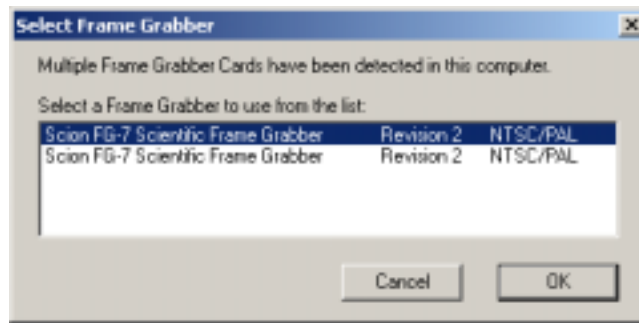 Select Frame Grabber
Multiple Frame Grabber Cards have been detected in this computer.
Select a Frame Grabber to use from the list:
Scion FG-7 Scientific Frame Grabber Revision 2 NTSC/PAL
Scion FG-7 Scientific Frame Grabber Revision 2 NTSC/PAL
Cancel OK